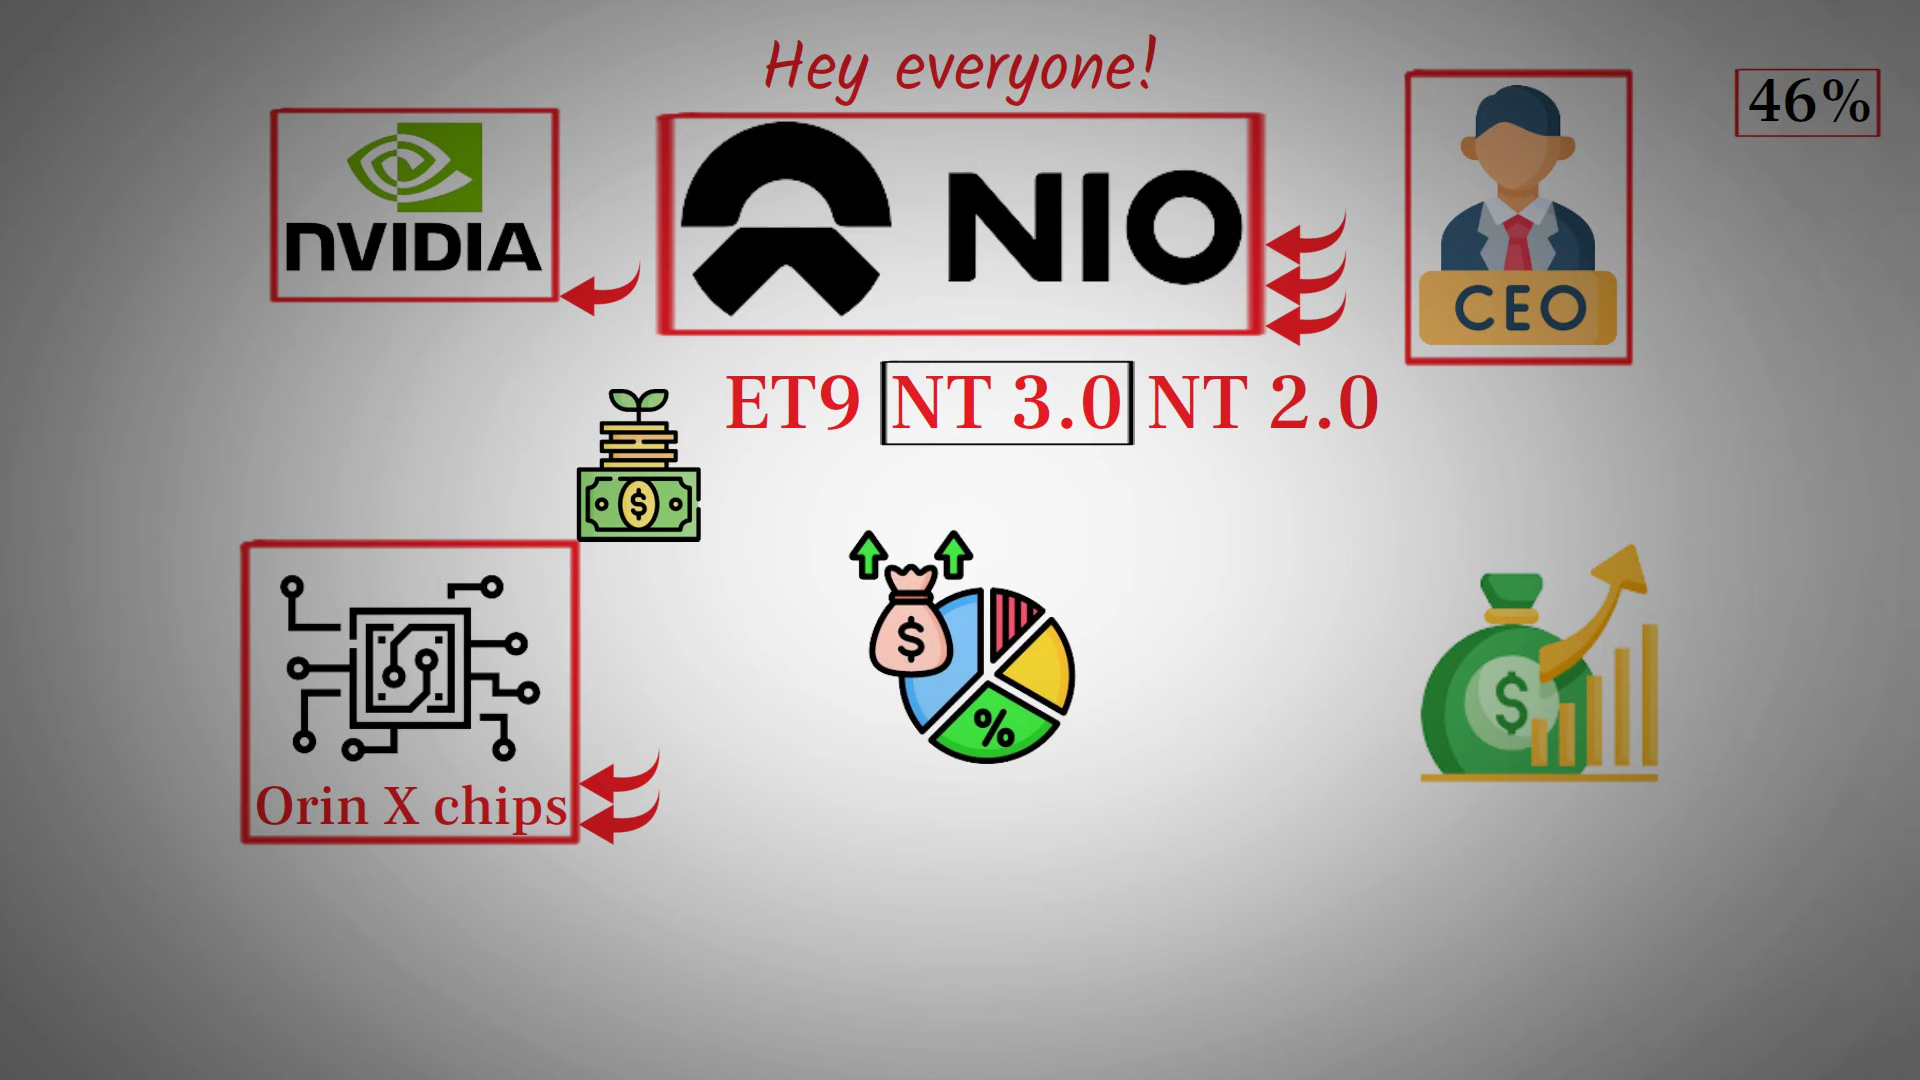 Hey everyone!
46%
NVIDIA
NIO
CEO
ET9 NT 3.0 NT 2.0
$
$
%
$
Orin X chips